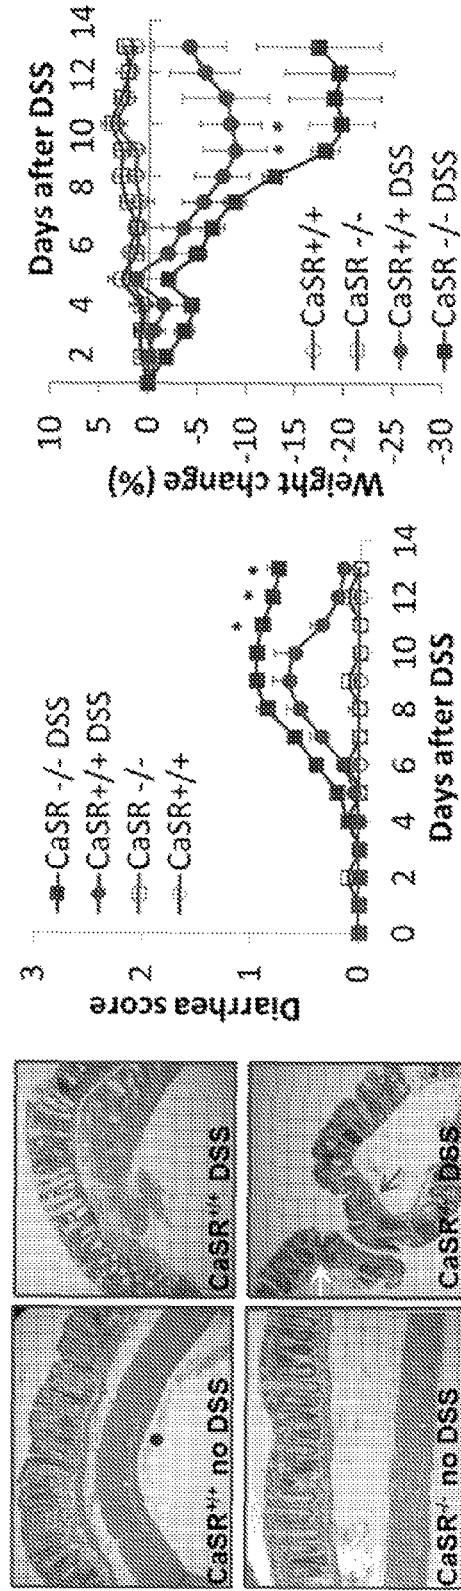 CaSR+/+ no DSS
CaSR+/+ DSS
CaSR-/- no DSS
DSS
Diarrhea score
3
2
1
0
CaSR -/- DSS
CaSR+/+ DSS
CaSR -/-
CaSR+/+
* * *
0 2 4 6 8 10 12 14
Days after DSS
Days after DSS
2 4 6 8 10 12 14
Weight change (%)
10
5
0
-5
-10
-15
-20
-25
-30
* *
CaSR+/+
CaSR -/-
CaSR+/+ DSS
CaSR -/- DSS